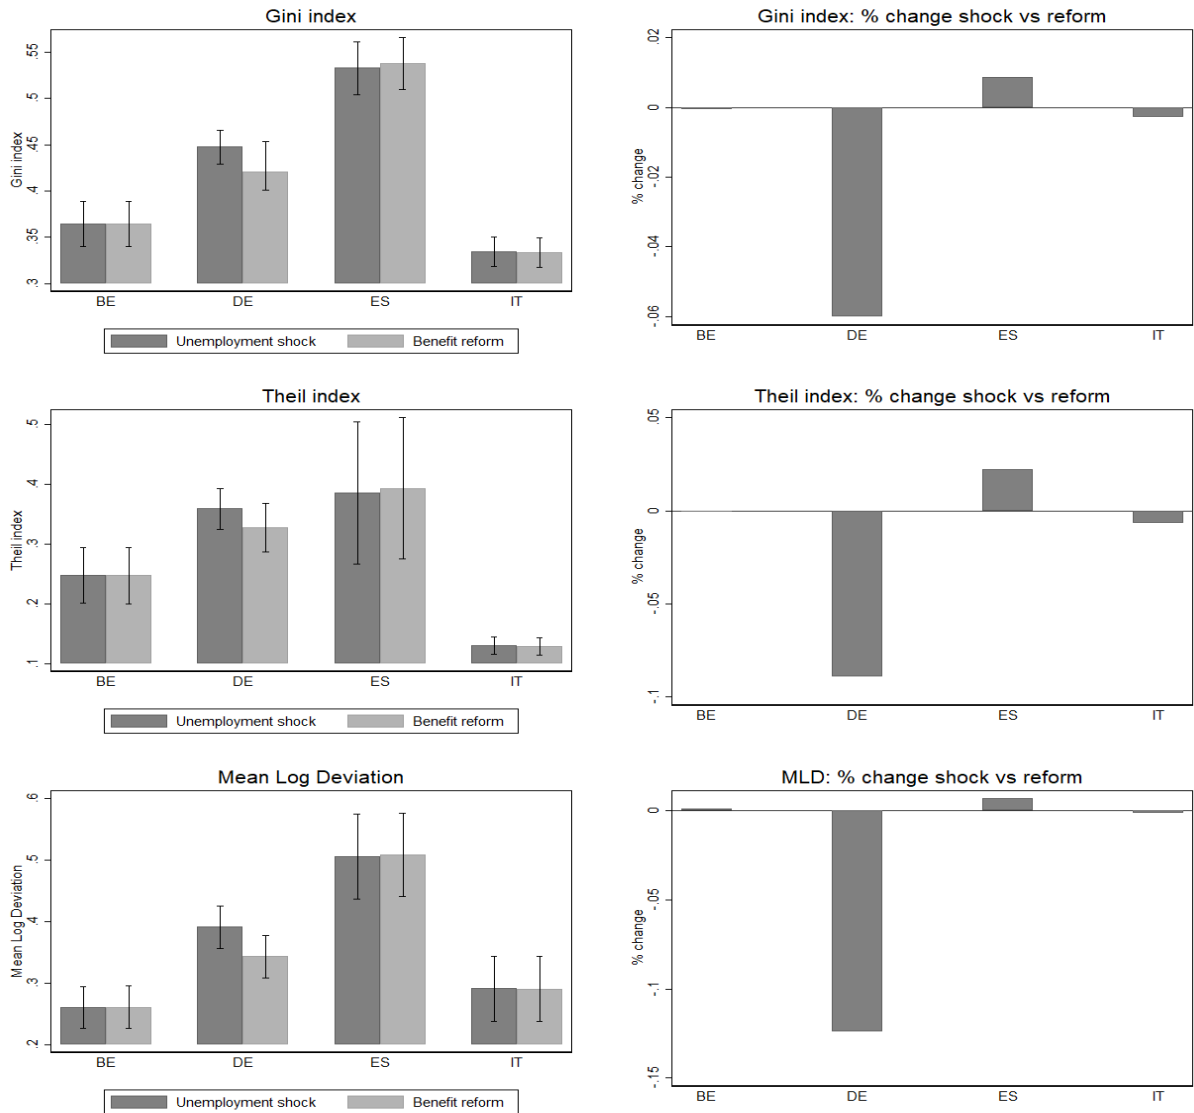 Gini index
Gini index
.3 .35 .4 .45 .5 .55
BE DE ES IT
Unemployment shock Benefit reform
Gini index: % change shock vs reform
% change
-.06 -.04 -.02 0 .02
BE DE ES IT
Theil index
Theil index
.1 .2 .3 .4 .5
BE DE ES IT
Unemployment shock Benefit reform
Theil index: % change shock vs reform
% change
-.1 -.05 0 .05
BE DE ES IT
Mean Log Deviation
Mean Log Deviation
.2 .3 .4 .5 .6
BE DE ES IT
Unemployment shock Benefit reform
MLD: % change shock vs reform
% change
-.15 -.1 -.05 0
BE DE ES IT